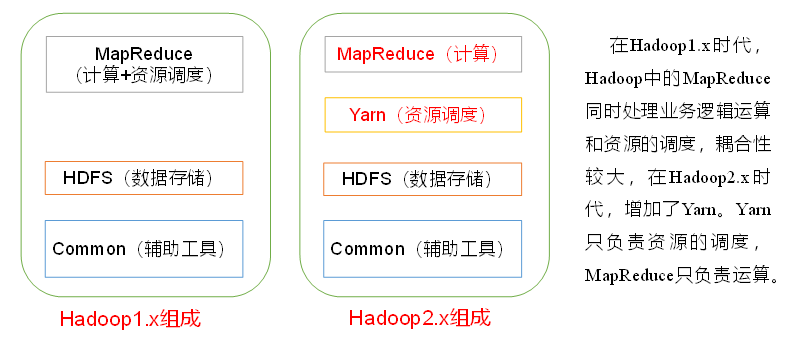 MapReduce
（计算+资源调度）
HDFS（数据存储）
Common（辅助工具）
Hadoop1.x组成
MapReduce（计算）
Yarn（资源调度）
HDFS（数据存储）
Common（辅助工具）
Hadoop2.x组成
在Hadoop1.x时代，
Hadoop中的MapReduce
同时处理业务逻辑运算
和资源的调度，耦合性
较大，在Hadoop2.x时
代，增加了Yarn。Yarn
只负责资源的调度，
MapReduce只负责运算。